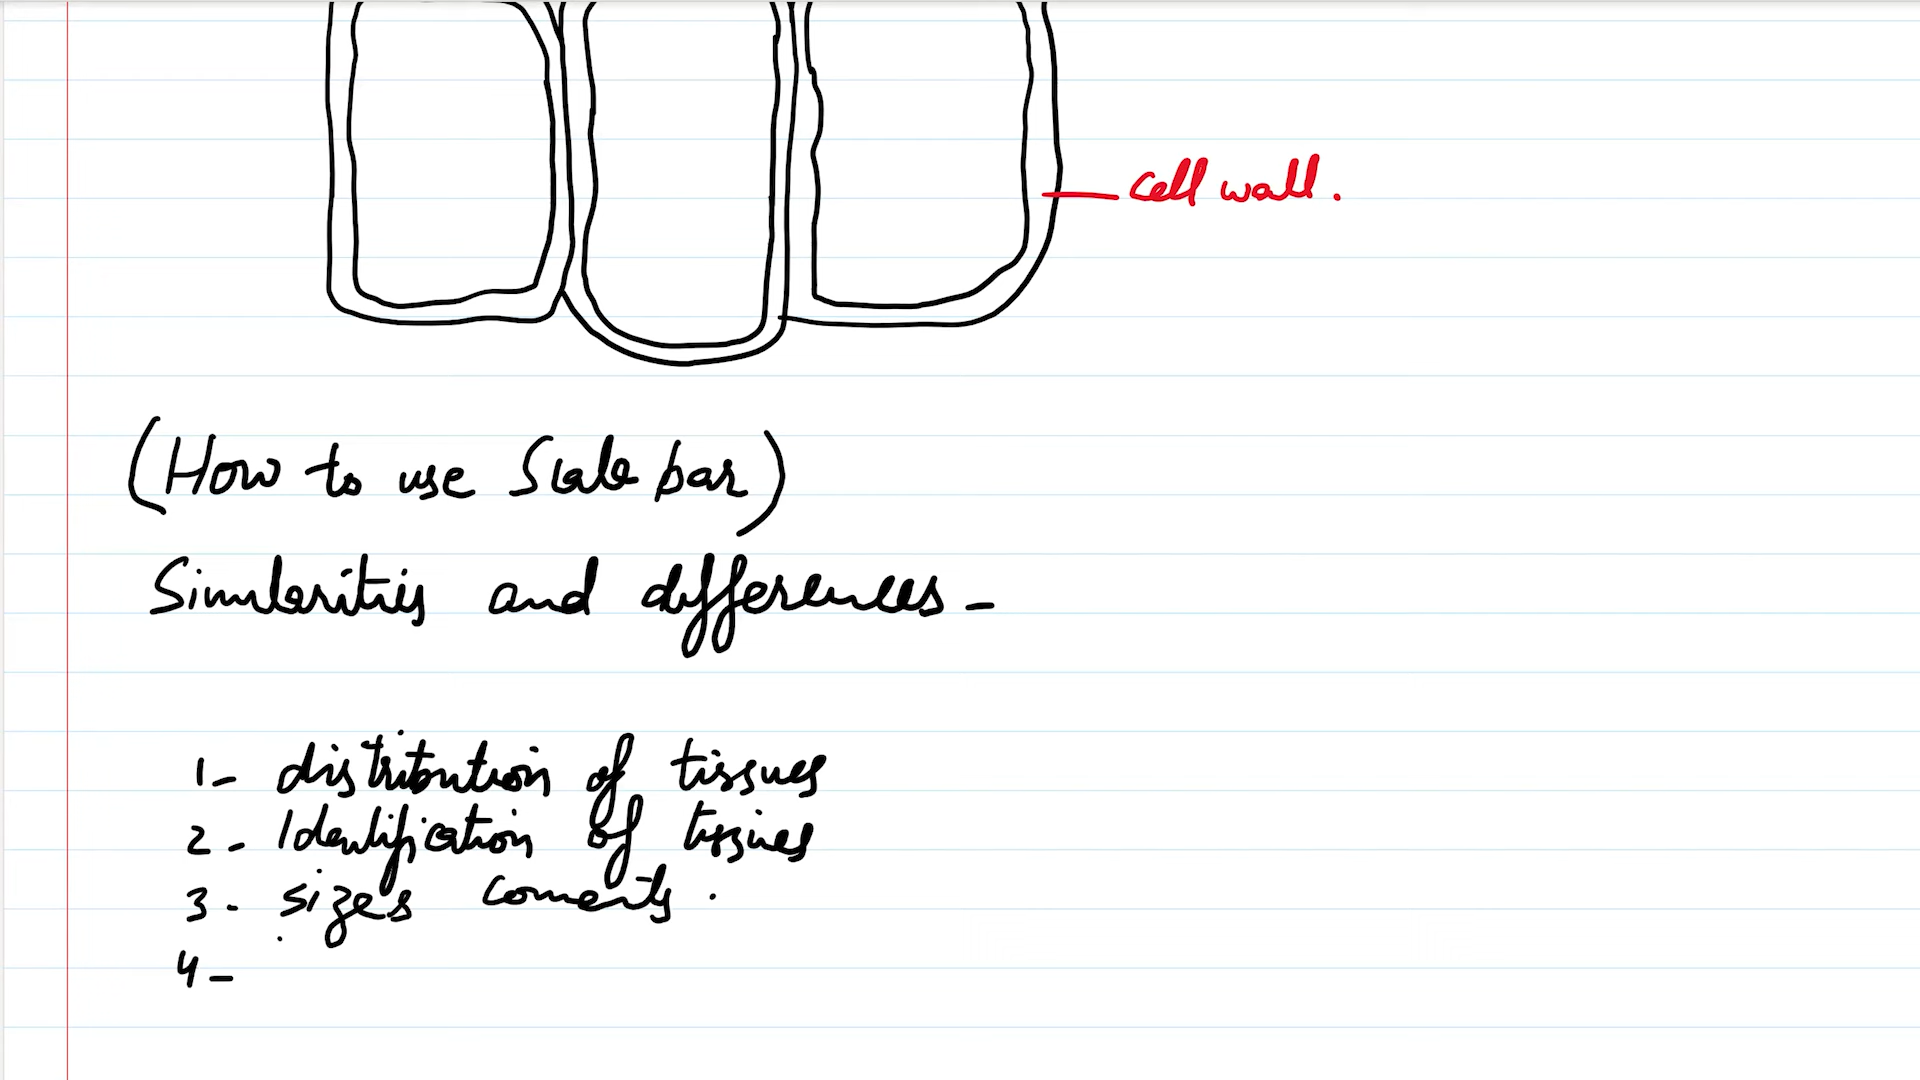 cell wall.
(How to use Scale bar)
Similarities and differences -
1- distribution of tissues
2- Identification of tissues
3- sizes coments.
4-